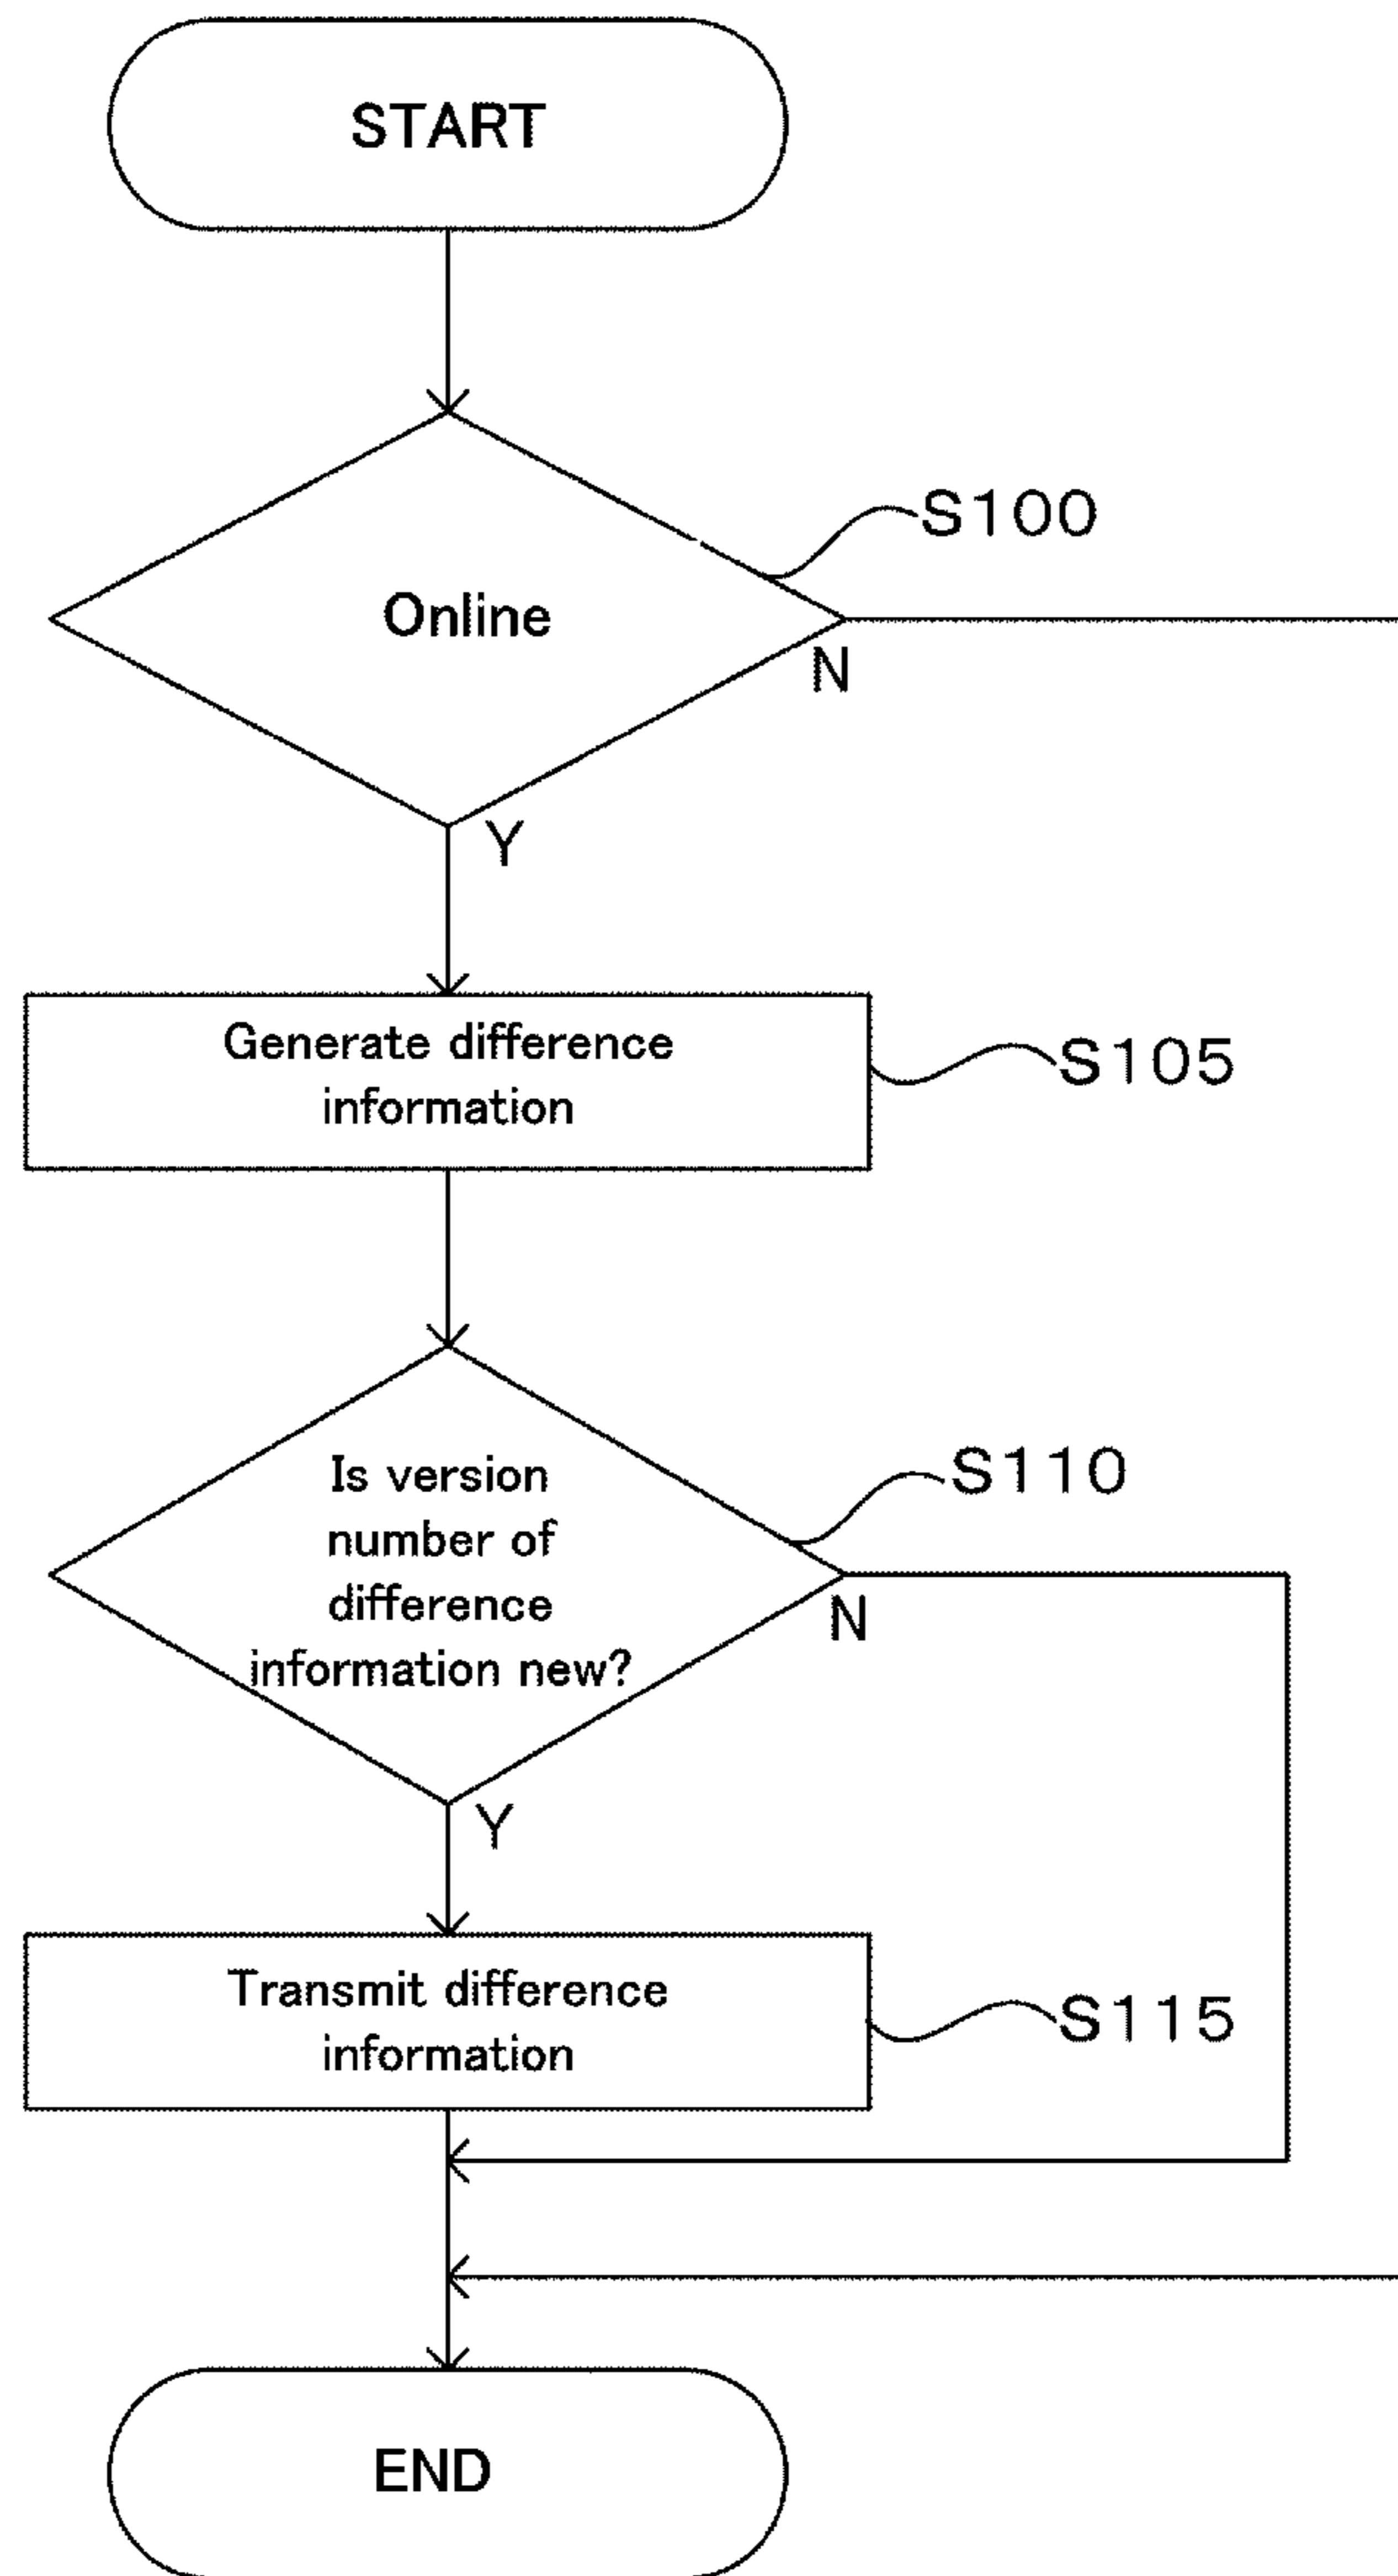 START
S100
Online
N
Y
Generate difference
information
S105
Is version
number of
difference
information new?
S110
N
Y
Transmit difference
information
S115
END